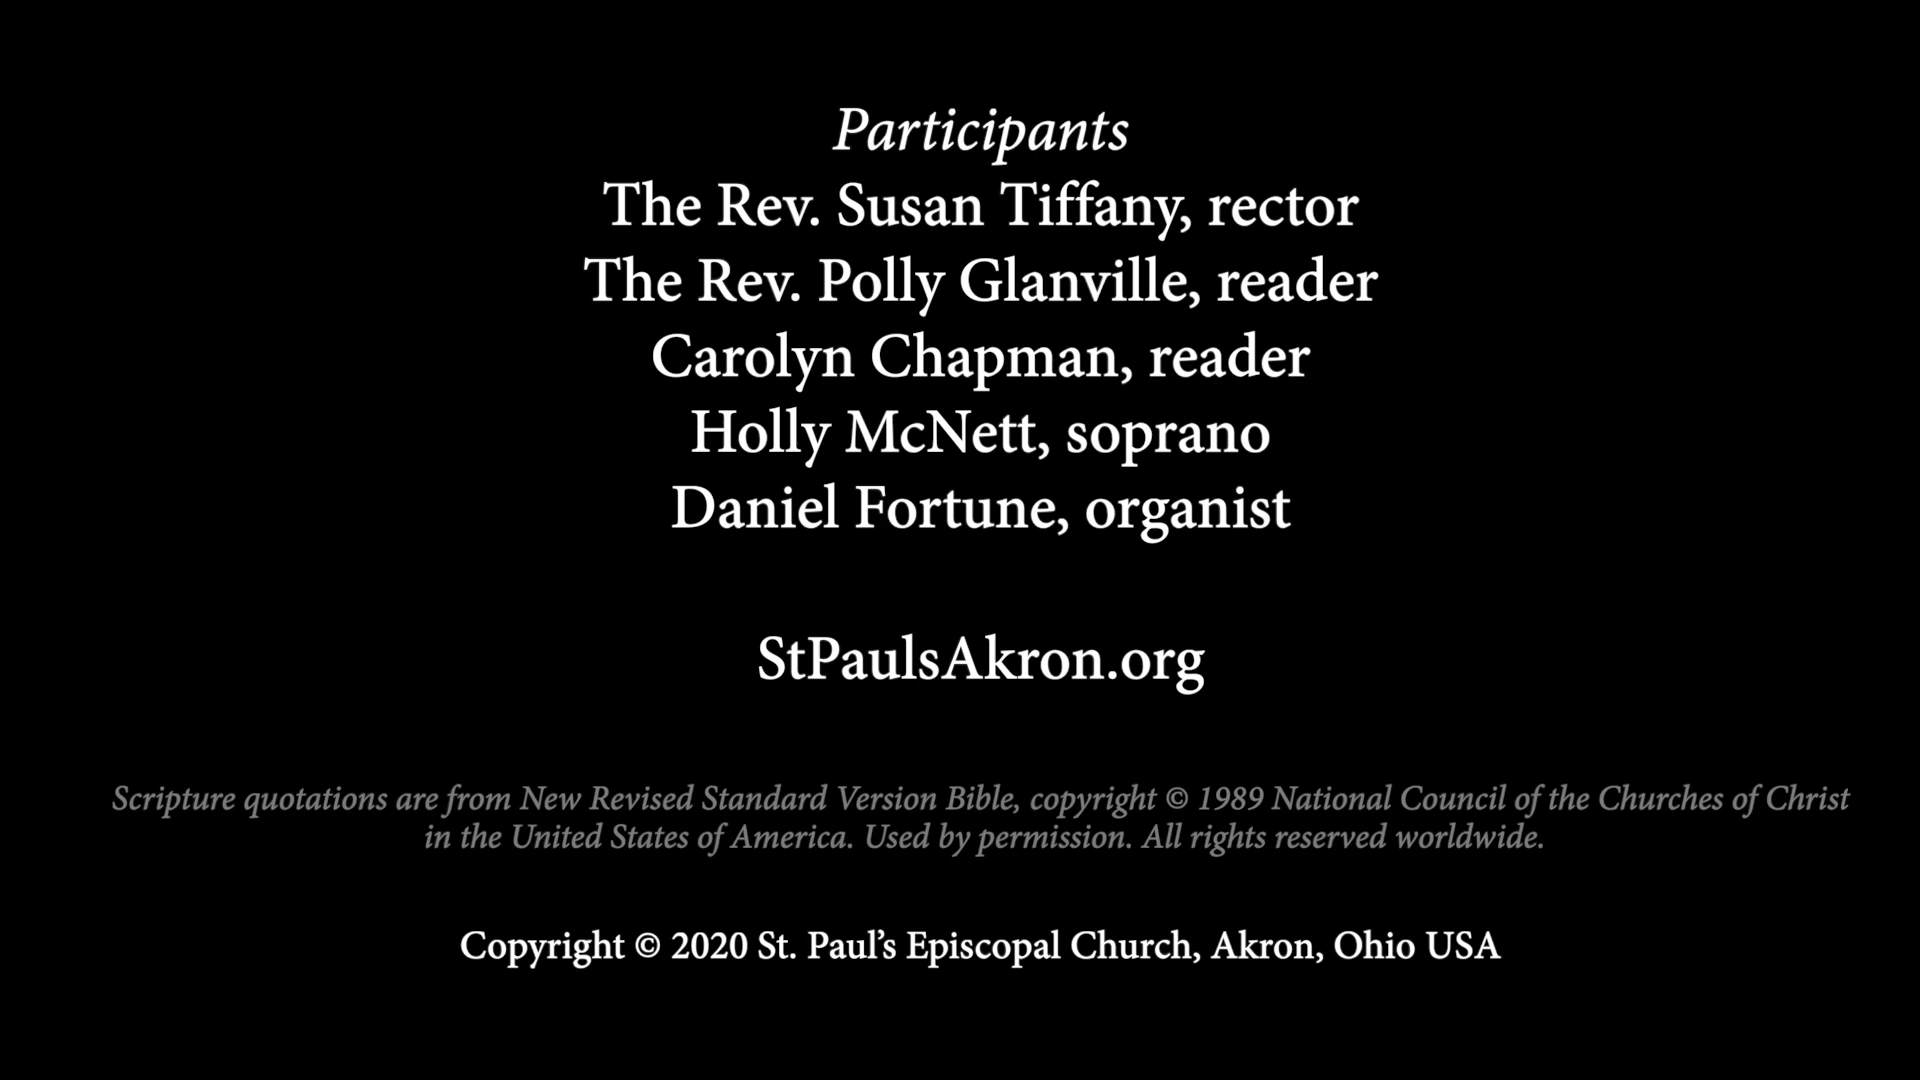 Participants
The Rev. Susan Tiffany, rector
The Rev. Polly Glanville, reader
Carolyn Chapman, reader
Holly McNett, soprano
Daniel Fortune, organist
StPaulsAkron.org
Scripture quotations are from New Revised Standard Version Bible, copyright © 1989 National Council of the Churches of Christ
in the United States of America. Used by permission. All rights reserved worldwide.
Copyright © 2020 St. Paul’s Episcopal Church, Akron, Ohio USA